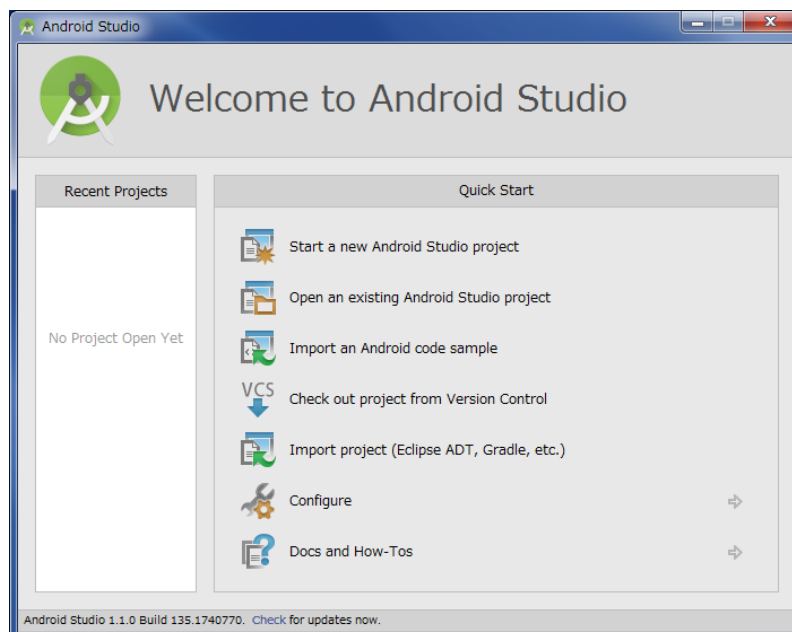 Android Studio
Welcome to Android Studio
Recent Projects
No Project Open Yet
Quick Start
Start a new Android Studio project
Open an existing Android Studio project
Import an Android code sample
VCS
Check out project from Version Control
Import project (Eclipse ADT, Gradle, etc.)
Configure
Docs and How-Tos
Android Studio 1.1.0 Build 135.1740770. Check for updates now.